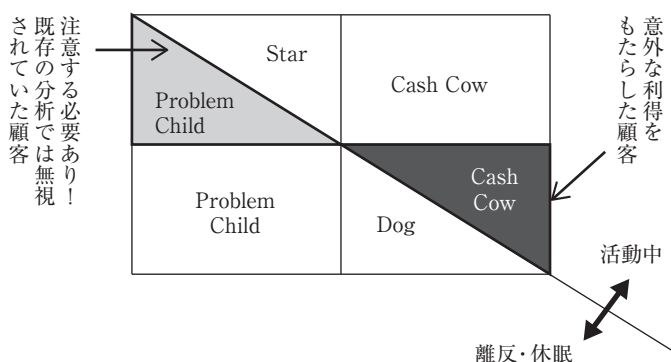 注意する必要あり！
既存の分析では無視
されていた顧客
Star
Cash Cow
Problem
Child
Problem
Child
Dog
Cash
Cow
意外な利得を
もたらした顧客
活動中
離反・休眠